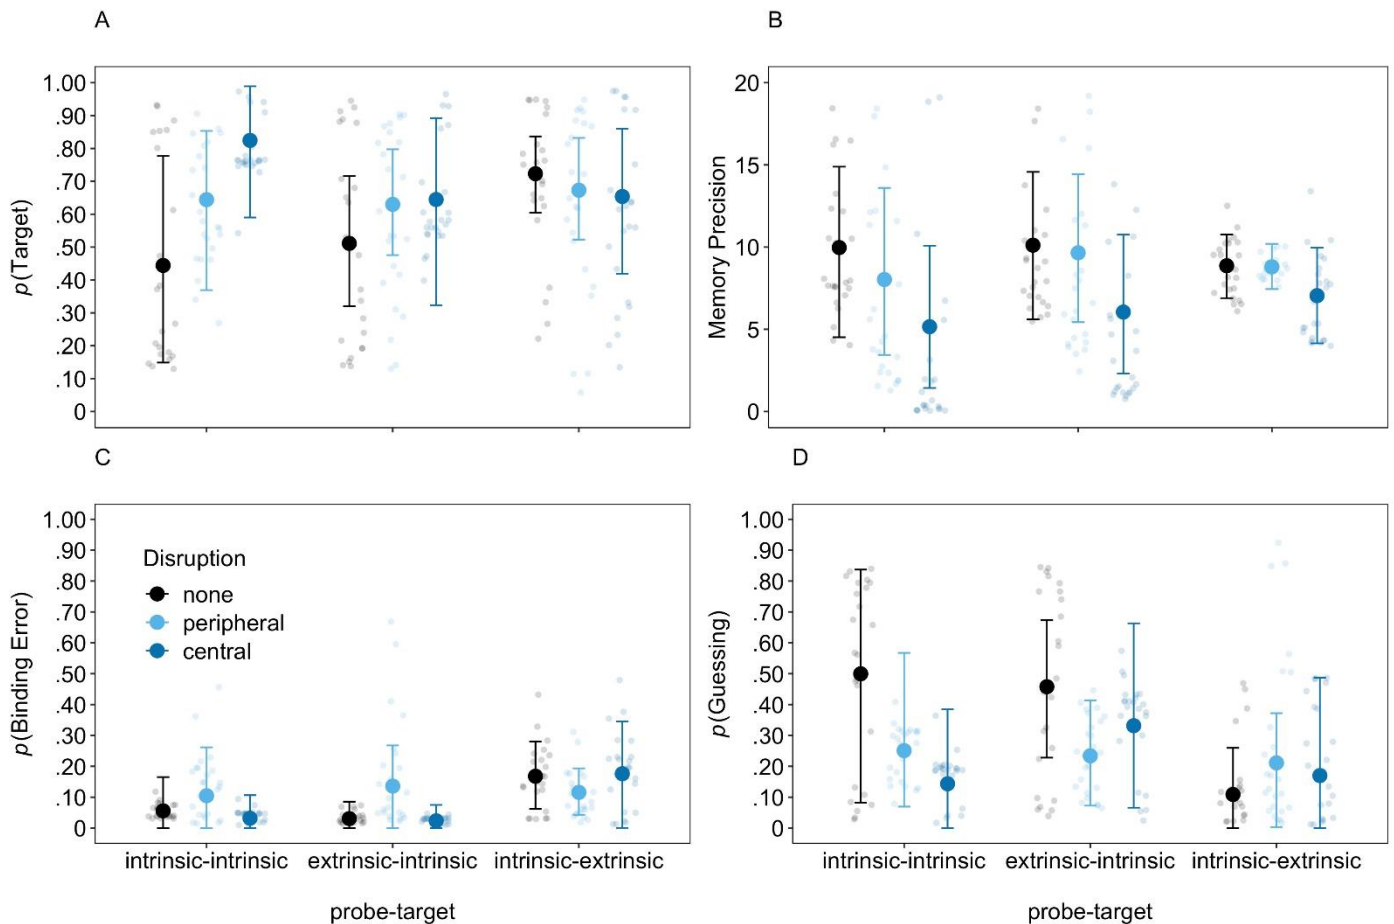 A
p(Target)
1.00
.90
.80
.70
.60
.50
.40
.30
.20
.10
0
B
Memory Precision
20
15
10
5
0
C
p(Binding Error)
1.00
.90
.80
.70
.60
.50
.40
.30
.20
.10
0
Disruption
none
peripheral
central
intrinsic-intrinsic extrinsic-intrinsic intrinsic-extrinsic
probe-target
D
p(Guessing)
1.00
.90
.80
.70
.60
.50
.40
.30
.20
.10
0
intrinsic-intrinsic extrinsic-intrinsic intrinsic-extrinsic
probe-target